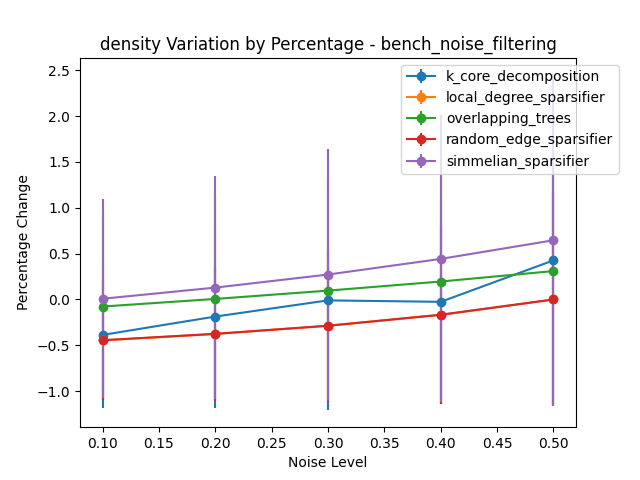 density Variation by Percentage - bench_noise_filtering
k_core_decomposition
local_degree_sparsifier
overlapping_trees
random_edge_sparsifier
simmelian_sparsifier
Percentage Change
2.5
2.0
1.5
1.0
0.5
0.0
−0.5
−1.0
0.10 0.15 0.20 0.25 0.30 0.35 0.40 0.45 0.50
Noise Level